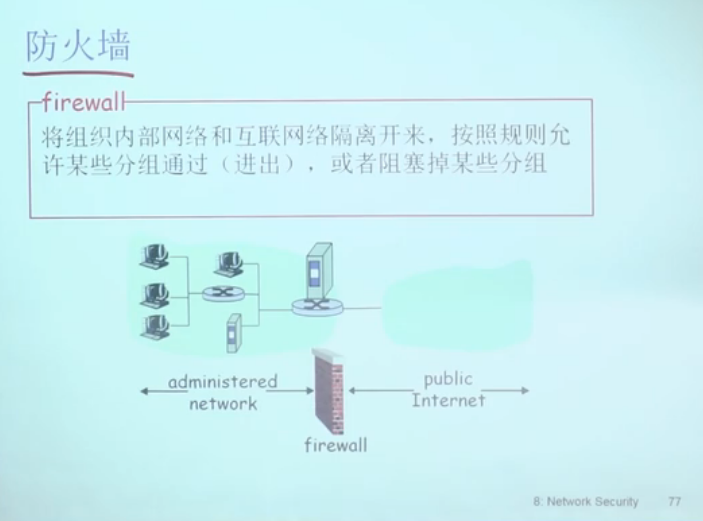 防火墙
firewall
将组织内部网络和互联网络隔离开来，按照规则允
许某些分组通过（进出），或者阻塞掉某些分组
administered
network
public
Internet
firewall
8: Network Security 77